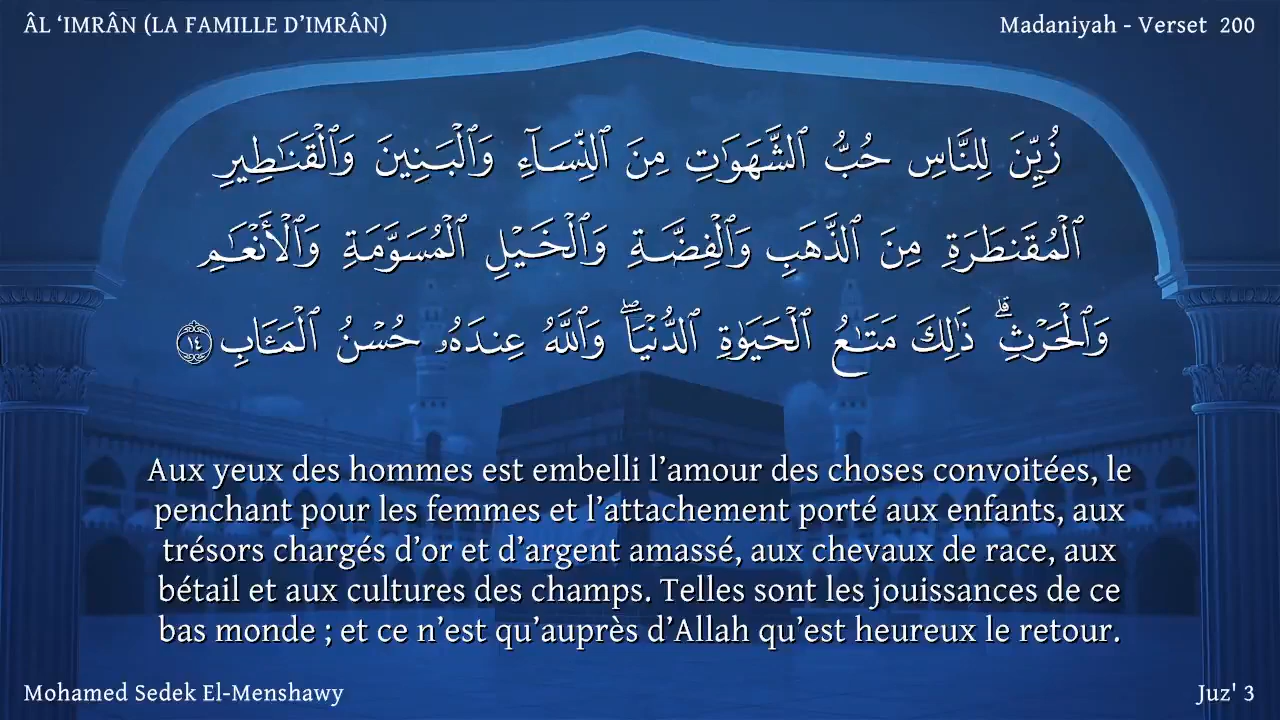 ÂL ‘IMRÂN (LA FAMILLE D’IMRÂN)
Madaniyah - Verset 200
زُيِّنَ لِلنَّاسِ حُبُّ ٱلشَّهَوَٰتِ مِنَ ٱلنِّسَآءِ وَٱلْبَنِينَ وَٱلْقَنَٰطِيرِ
ٱلْمُقَنطَرَةِ مِنَ ٱلذَّهَبِ وَٱلْفِضَّةِ وَٱلْخَيْلِ ٱلْمُسَوَّمَةِ وَٱلْأَنْعَٰمِ
وَٱلْحَرْثِ ۗ ذَٰلِكَ مَتَٰعُ ٱلْحَيَوٰةِ ٱلدُّنْيَا ۖ وَٱللَّهُ عِندَهُۥ حُسْنُ ٱلْمَـَٔابِ ١٤
Aux yeux des hommes est embelli l’amour des choses convoitées, le
penchant pour les femmes et l’attachement porté aux enfants, aux
trésors chargés d’or et d’argent amassé, aux chevaux de race, aux
bétail et aux cultures des champs. Telles sont les jouissances de ce
bas monde ; et ce n’est qu’auprès d’Allah qu’est heureux le retour.
Mohamed Sedek El-Menshawy
Juz' 3